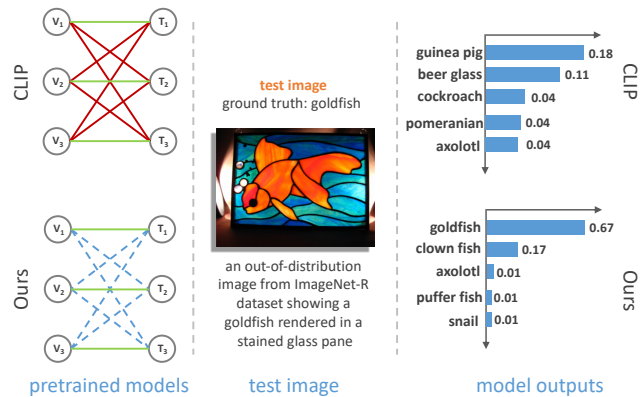 CLIP
V1
T1
V2
T2
V3
T3
Ours
V1
T1
V2
T2
V3
T3
pretrained models
test image
ground truth: goldfish
an out-of-distribution
image from ImageNet-R
dataset showing a
goldfish rendered in a
stained glass pane
test image
guinea pig 0.18
beer glass 0.11
cockroach 0.04
pomeranian 0.04
axolotl 0.04
CLIP
goldfish 0.67
clown fish 0.17
axolotl 0.01
puffer fish 0.01
snail 0.01
Ours
model outputs